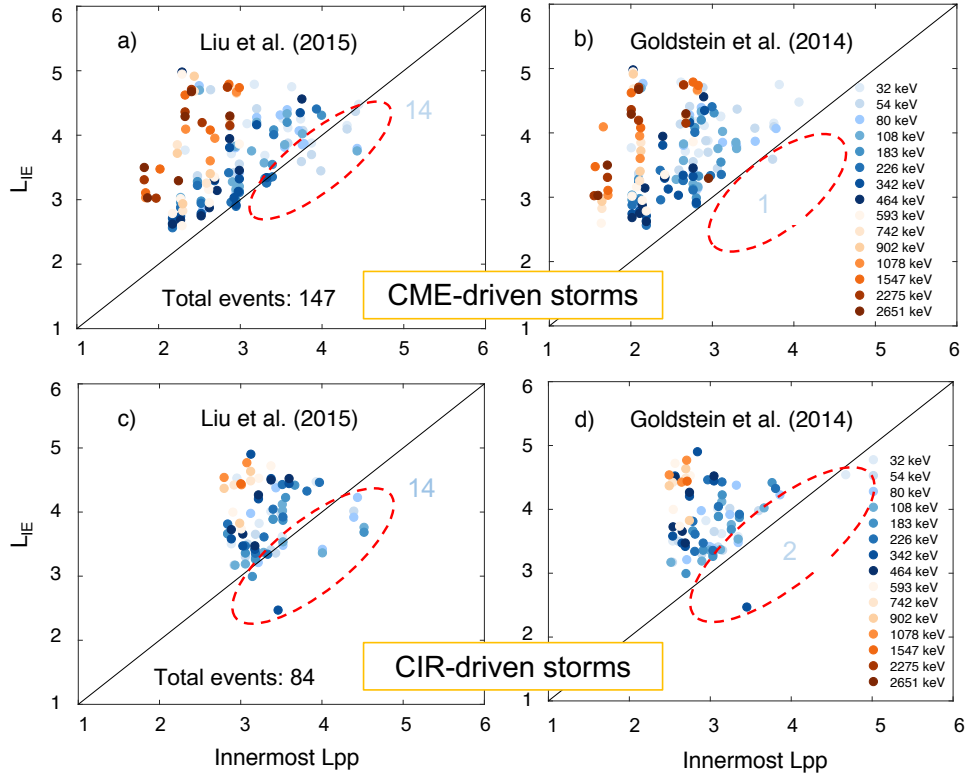 a)
Liu et al. (2015)
14
L_IE
6
5
4
3
2
1
1 2 3 4 5 6
Total events: 147
CME-driven storms
b)
Goldstein et al. (2014)
1
6
5
4
3
2
1
1 2 3 4 5 6
32 keV
54 keV
80 keV
108 keV
183 keV
226 keV
342 keV
464 keV
593 keV
742 keV
902 keV
1078 keV
1547 keV
2275 keV
2651 keV
c)
Liu et al. (2015)
14
L_IE
6
5
4
3
2
1
1 2 3 4 5 6
Total events: 84
CIR-driven storms
Innermost Lpp
d)
Goldstein et al. (2014)
2
6
5
4
3
2
1
1 2 3 4 5 6
32 keV
54 keV
80 keV
108 keV
183 keV
226 keV
342 keV
464 keV
593 keV
742 keV
902 keV
1078 keV
1547 keV
2275 keV
2651 keV
Innermost Lpp